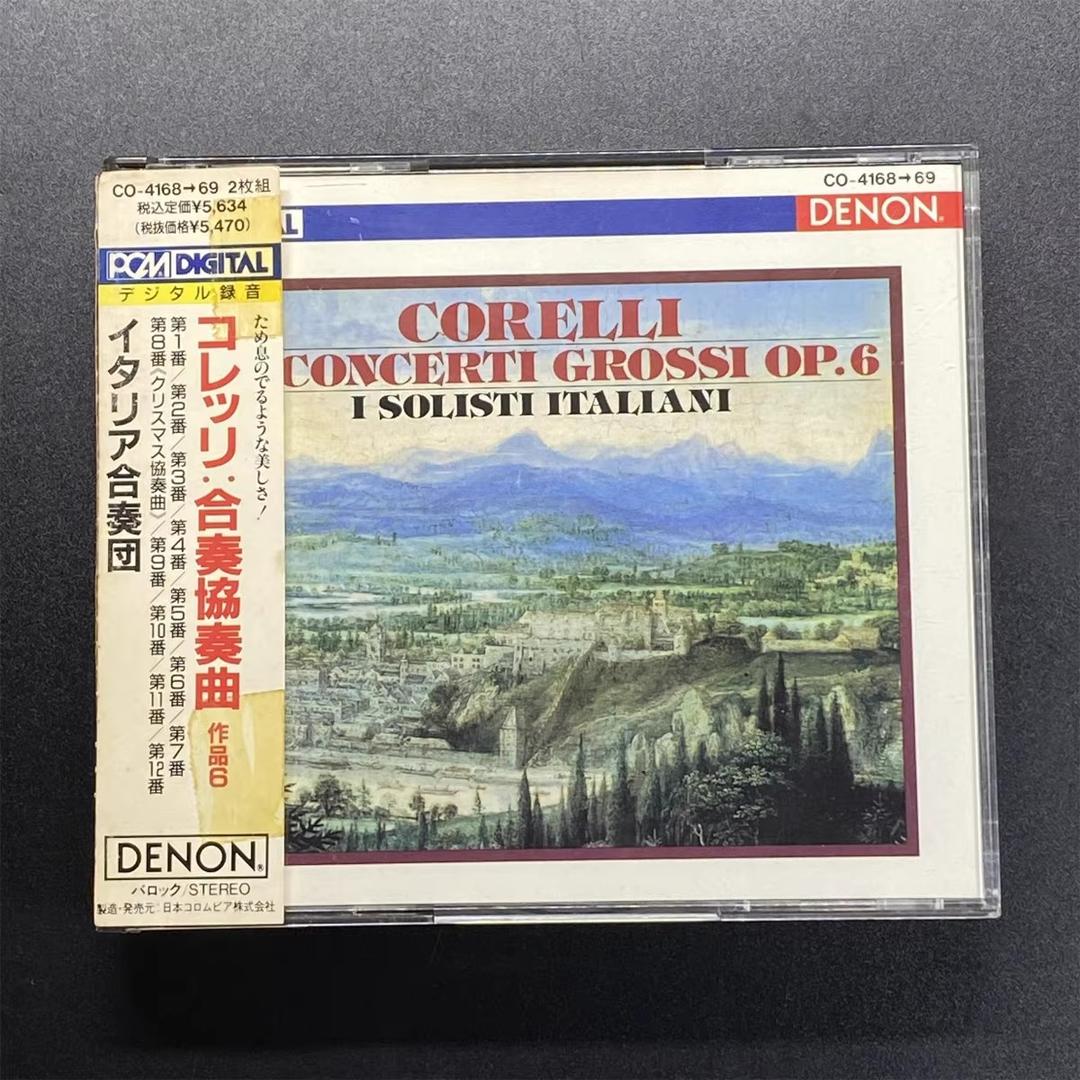 CO-4168→69 2枚組
税込定価¥5,634
(税抜価格¥5,470)
PCM DIGITAL
デジタル録音
ため息のでるような美しさ!
コレッリ:合奏協奏曲 作品6
第1番/第2番/第3番/第4番/第5番/第6番/第7番
第8番《クリスマス協奏曲》/第9番/第10番/第11番/第12番
イタリア合奏団
DENON®
バロック/STEREO
製造・発売元:日本コロムビア株式会社
CO-4168→69
AL
DENON®
CORELLI
CONCERTI GROSSI OP.6
I SOLISTI ITALIANI